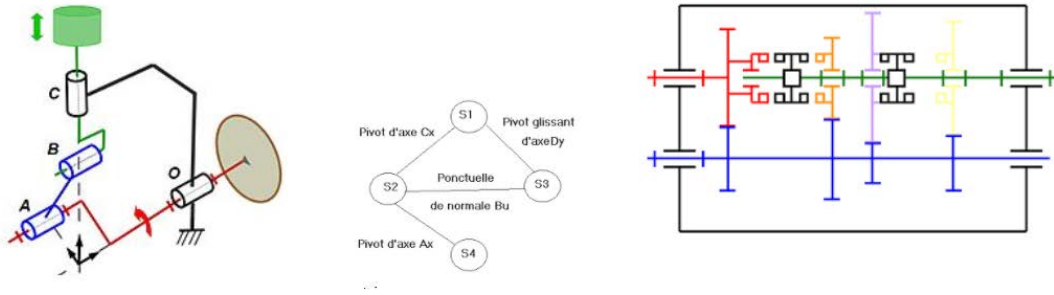 C
B
A
O
S1
Pivot d'axe Cx
Pivot glissant
d'axeDy
S2
Ponctuelle
de normale Bu
S3
Pivot d'axe Ax
S4